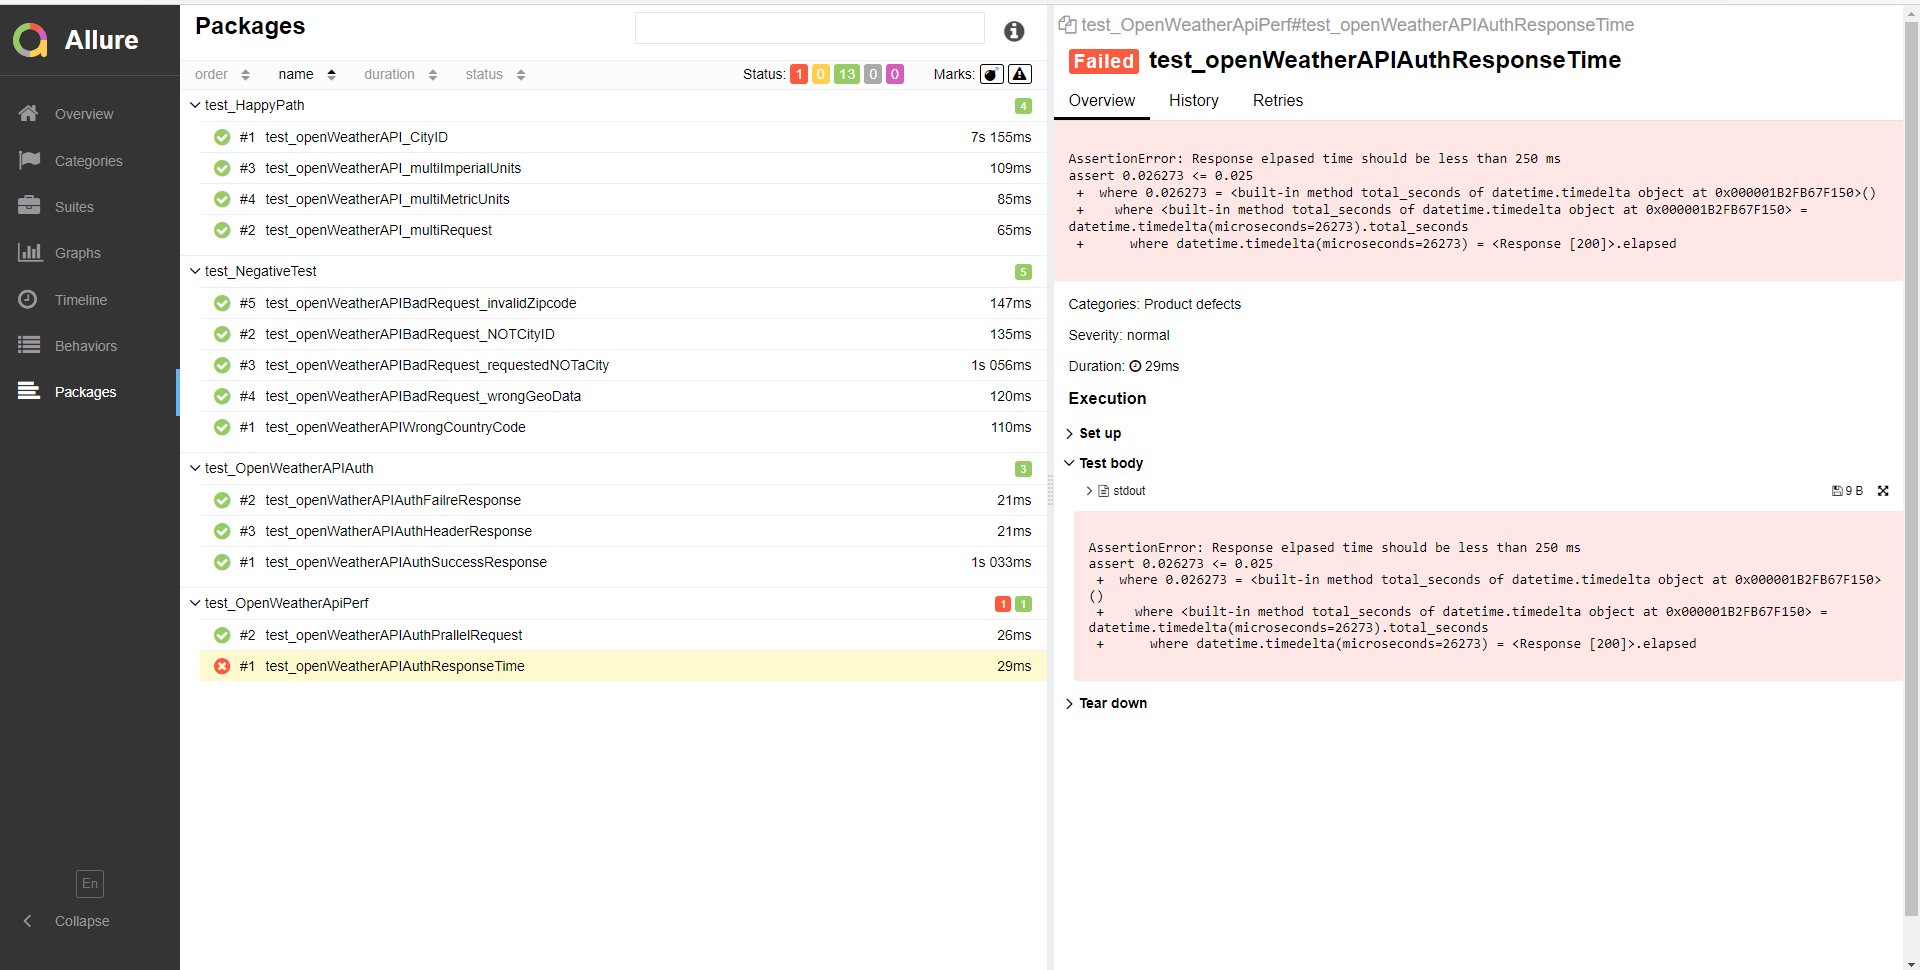 Allure
Overview
Categories
Suites
Graphs
Timeline
Behaviors
Packages
En
Collapse
Packages
order name duration status Status: 1 0 13 0 0 Marks:
test_HappyPath 4
#1 test_openWeatherAPI_CityID 7s 155ms
#3 test_openWeatherAPI_multiImperialUnits 109ms
#4 test_openWeatherAPI_multiMetricUnits 85ms
#2 test_openWeatherAPI_multiRequest 65ms
test_NegativeTest 5
#5 test_openWeatherAPIBadRequest_invalidZipcode 147ms
#2 test_openWeatherAPIBadRequest_NOTCityID 135ms
#3 test_openWeatherAPIBadRequest_requestedNOTaCity 1s 056ms
#4 test_openWeatherAPIBadRequest_wrongGeoData 120ms
#1 test_openWeatherAPIWrongCountryCode 110ms
test_OpenWeatherAPIAuth 3
#2 test_openWatherAPIAuthFailreResponse 21ms
#3 test_openWatherAPIAuthHeaderResponse 21ms
#1 test_openWeatherAPIAuthSuccessResponse 1s 033ms
test_OpenWeatherApiPerf 1 1
#2 test_openWeatherAPIAuthPrallelRequest 26ms
#1 test_openWeatherAPIAuthResponseTime 29ms
test_OpenWeatherApiPerf#test_openWeatherAPIAuthResponseTime
Failed test_openWeatherAPIAuthResponseTime
Overview History Retries
AssertionError: Response elpased time should be less than 250 ms
assert 0.026273 <= 0.025
+ where 0.026273 = <built-in method total_seconds of datetime.timedelta object at 0x000001B2FB67F150>()
+ where <built-in method total_seconds of datetime.timedelta object at 0x000001B2FB67F150> =
datetime.timedelta(microseconds=26273).total_seconds
+ where datetime.timedelta(microseconds=26273) = <Response [200]>.elapsed
Categories: Product defects
Severity: normal
Duration: 29ms
Execution
Set up
Test body
stdout 9 B
AssertionError: Response elpased time should be less than 250 ms
assert 0.026273 <= 0.025
+ where 0.026273 = <built-in method total_seconds of datetime.timedelta object at 0x000001B2FB67F150>
()
+ where <built-in method total_seconds of datetime.timedelta object at 0x000001B2FB67F150> =
datetime.timedelta(microseconds=26273).total_seconds
+ where datetime.timedelta(microseconds=26273) = <Response [200]>.elapsed
Tear down